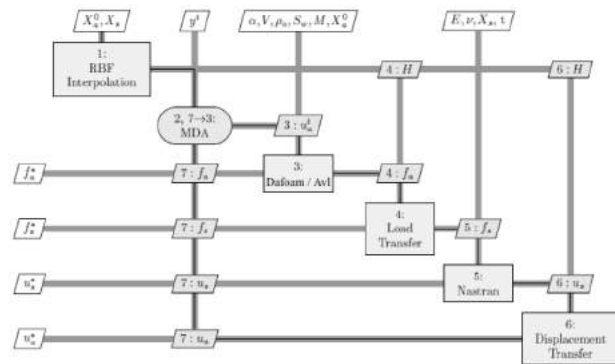 X_a^0, X_s
y^t
α, V, ρ_a, S_w, M, X_a^0
E, ν, X_s, t
1:
RBF
Interpolation
4 : H
6 : H
2, 7→3:
MDA
3 : u_a^t
f_a^*
7 : f_a
3:
Dafoam / Avl
4 : f_a
f_s^*
7 : f_s
4:
Load
Transfer
5 : f_s
u_s^*
7 : u_s
5:
Nastran
6 : u_s
u_a^*
7 : u_a
6:
Displacement
Transfer